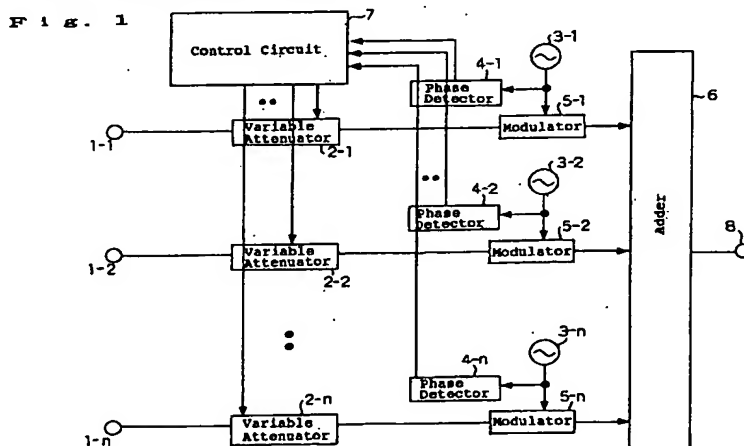 Fig. 1
7
Control Circuit
3-1
4-1
Phase
Detector
5-1
6
1-1
Variable
Attenuator
2-1
Modulator
3-2
4-2
Phase
Detector
5-2
Adder
8
1-2
Variable
Attenuator
2-2
Modulator
3-n
4-n
Phase
Detector
5-n
2-n
1-n
Variable
Attenuator
Modulator